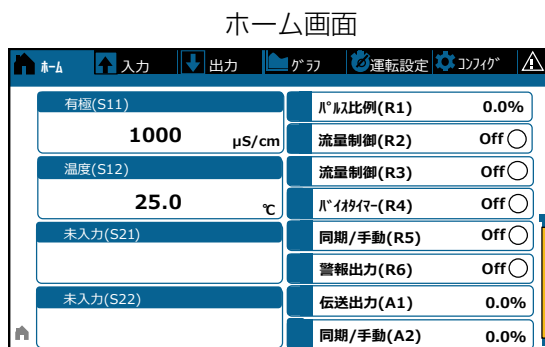 ホーム画面
ﾎｰﾑ 入力 出力 ｸﾞﾗﾌ 運転設定 ｺﾝﾌｨｸﾞ
有極(S11)
1000 µS/cm
温度(S12)
25.0 ℃
未入力(S21)
未入力(S22)
ﾊﾟﾙｽ比例(R1) 0.0%
流量制御(R2) Off
流量制御(R3) Off
ﾊﾞｲｵﾀｲﾏｰ(R4) Off
同期/手動(R5) Off
警報出力(R6) Off
伝送出力(A1) 0.0%
同期/手動(A2) 0.0%